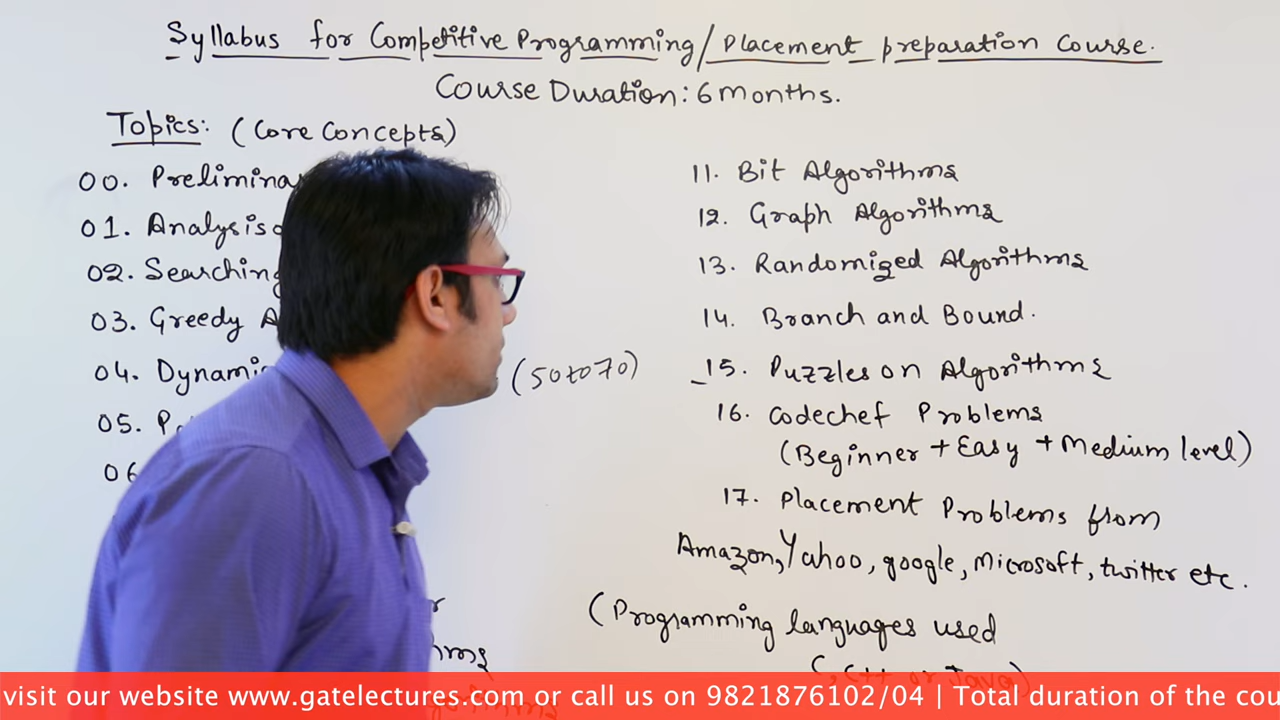 Syllabus for Competitive Programming/Placement preparation Course.
Course Duration: 6 months.
Topics: (Core Concepts)
00. Prelimina
01. Analysis
02. Searching
03. Greedy A
04. Dynamic (50 to 70)
05. P
06
11. Bit Algorithms
12. Graph Algorithms
13. Randomized Algorithms
14. Branch and Bound.
15. Puzzles on Algorithms
16. Codechef Problems
(Beginner + Easy + Medium level)
17. Placement Problems from
Amazon, Yahoo, google, Microsoft, twitter etc.
(Programming languages used
C, C++ or Java)
visit our website www.gatelectures.com or call us on 9821876102/04 | Total duration of the cou